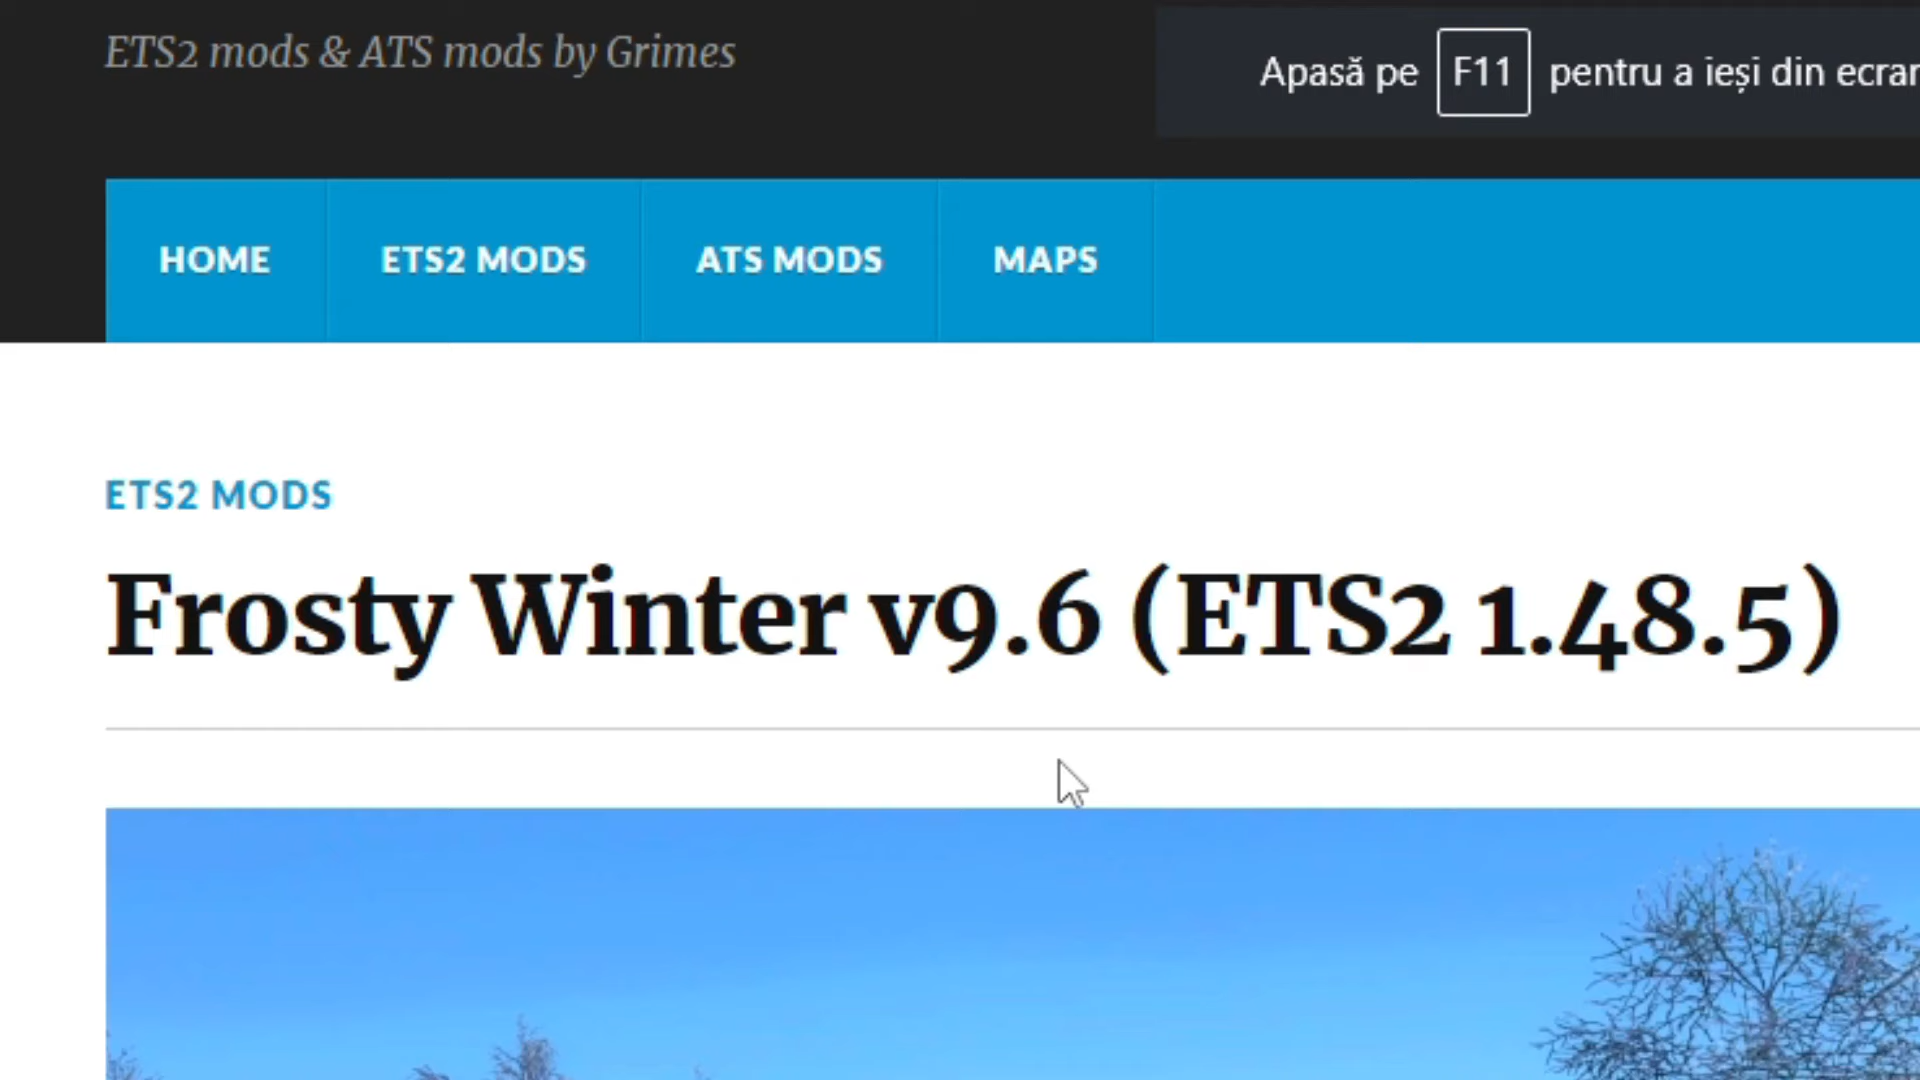 ETS2 mods & ATS mods by Grimes
Apasă pe F11 pentru a ieși din
HOME ETS2 MODS ATS MODS MAPS
ETS2 MODS
Frosty Winter v9.6 (ETS2 1.48.5)